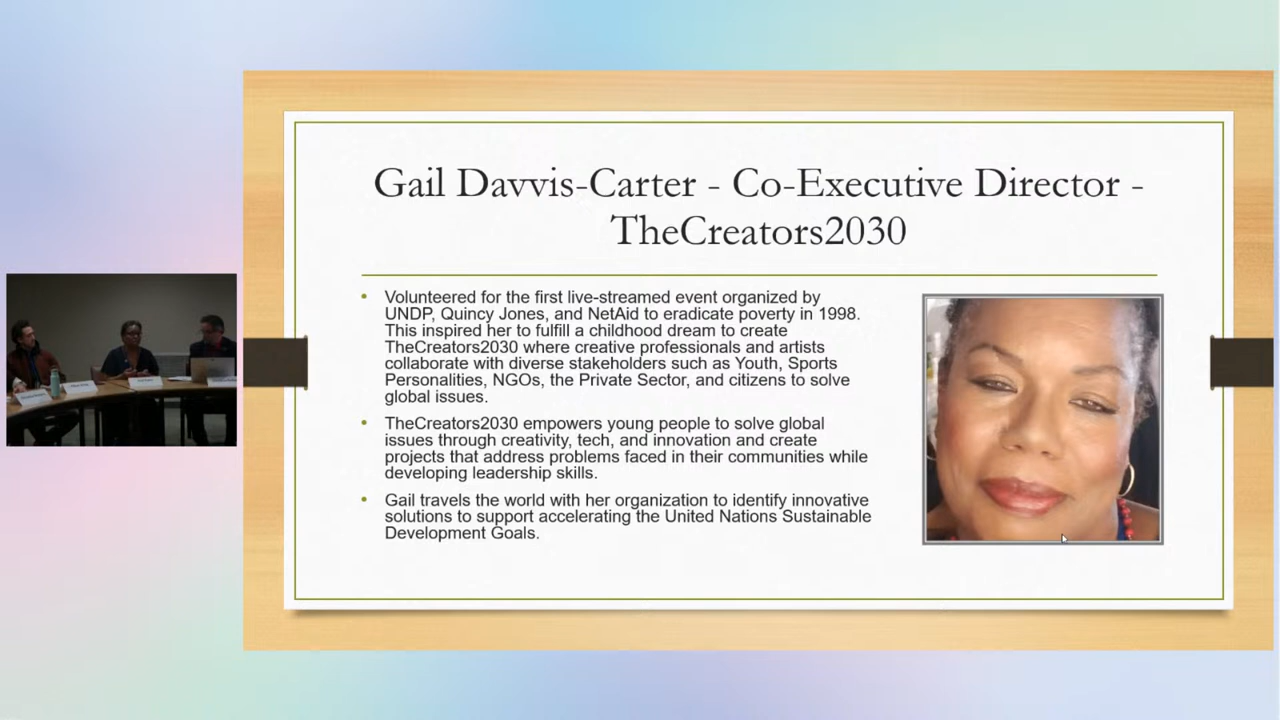 Gail Davvis-Carter - Co-Executive Director -
TheCreators2030
Volunteered for the first live-streamed event organized by
UNDP, Quincy Jones, and NetAid to eradicate poverty in 1998.
This inspired her to fulfill a childhood dream to create
TheCreators2030 where creative professionals and artists
collaborate with diverse stakeholders such as Youth, Sports
Personalities, NGOs, the Private Sector, and citizens to solve
global issues.
TheCreators2030 empowers young people to solve global
issues through creativity, tech, and innovation and create
projects that address problems faced in their communities while
developing leadership skills.
Gail travels the world with her organization to identify innovative
solutions to support accelerating the United Nations Sustainable
Development Goals.